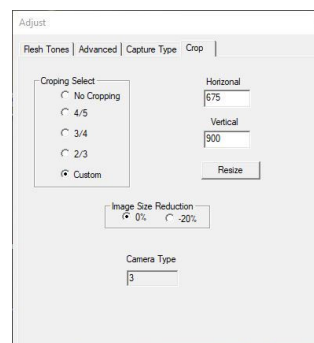 Adjust
Flesh Tones Advanced Capture Type Crop
Croping Select
No Cropping
4/5
3/4
2/3
Custom
Horizonal
675
Vertical
900
Resize
Image Size Reduction
0% -20%
Camera Type
3